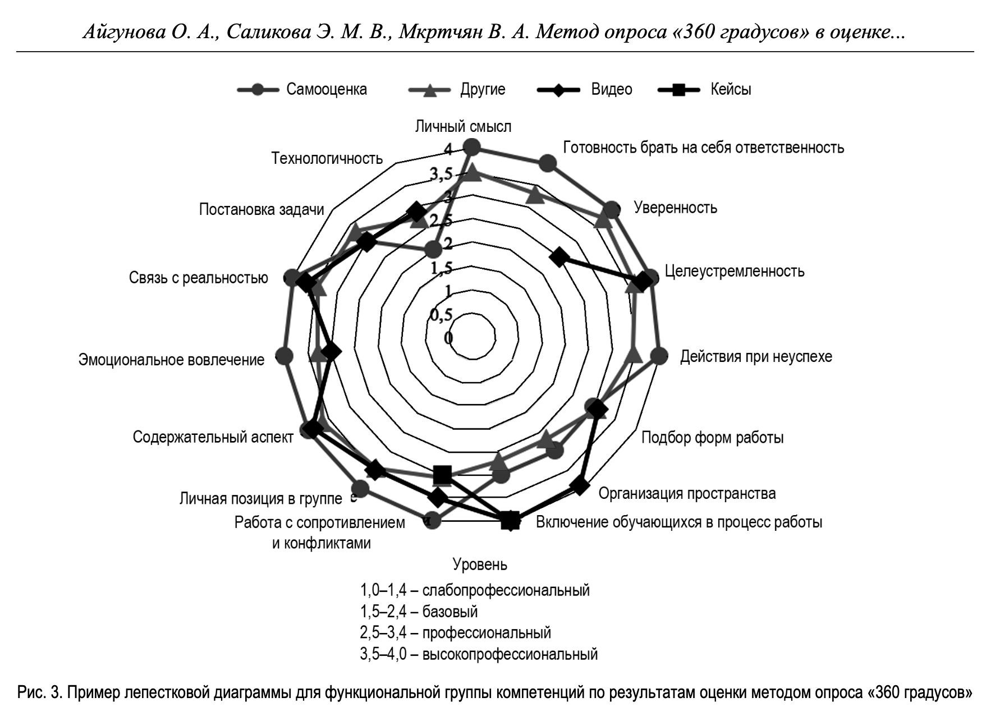 Айгунова О. А., Саликова Э. М. В., Мкртчян В. А. Метод опроса «360 градусов» в оценке...
Самооценка Другие Видео Кейсы
Личный смысл
Готовность брать на себя ответственность
Технологичность
Уверенность
Постановка задачи
Целеустремленность
Связь с реальностью
Действия при неуспехе
Эмоциональное вовлечение
Подбор форм работы
Содержательный аспект
Организация пространства
Личная позиция в группе е
Включение обучающихся в процесс работы
Работа с сопротивлением и
и конфликтами
4
3,5
3
2,5
2
1,5
1
0,5
0
Уровень
1,0–1,4 – слабопрофессиональный
1,5–2,4 – базовый
2,5–3,4 – профессиональный
3,5–4,0 – высокопрофессиональный
Рис. 3. Пример лепестковой диаграммы для функциональной группы компетенций по результатам оценки методом опроса «360 градусов»